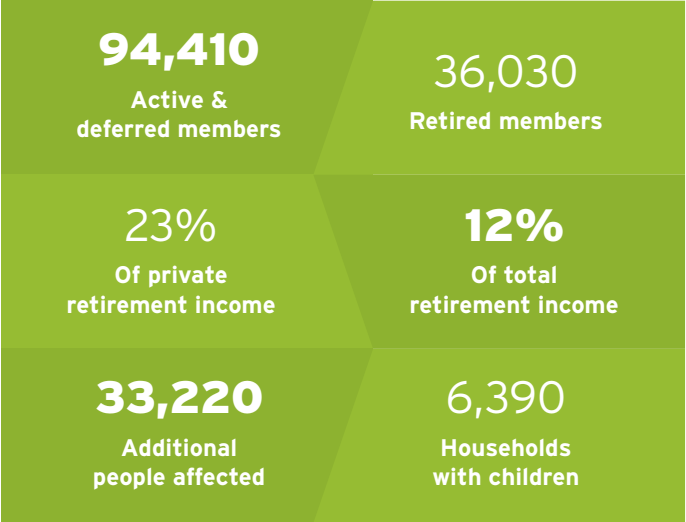 94,410
Active &
deferred members
36,030
Retired members
23%
Of private
retirement income
12%
Of total
retirement income
33,220
Additional
people affected
6,390
Households
with children